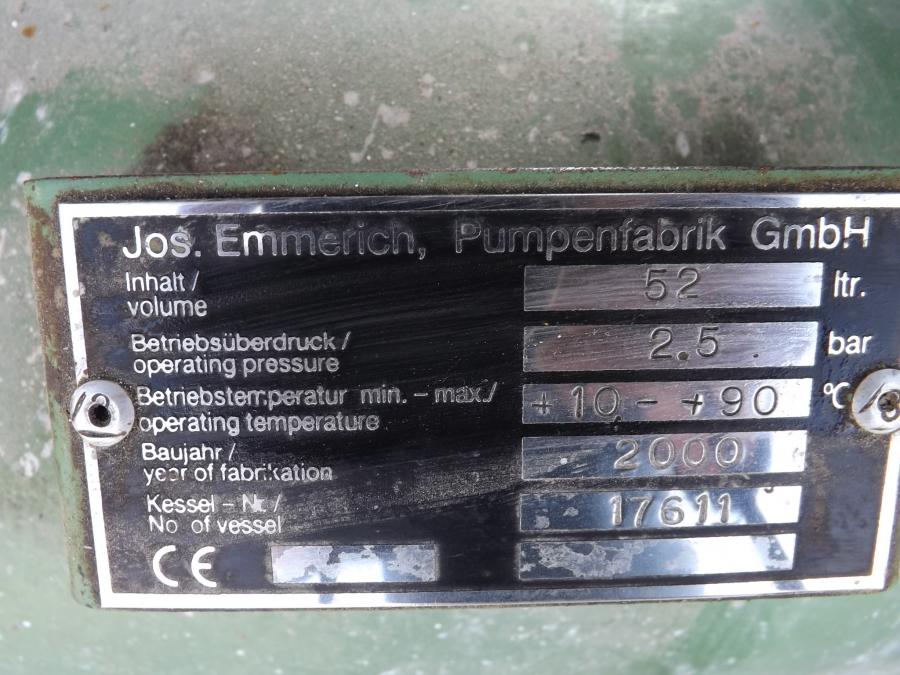 Jos. Emmerich, Pumpenfabrik GmbH
Inhalt / 52 ltr.
volume
Betriebsüberdruck / 2.5 bar
operating pressure
Betriebstemperatur min. – max./ +10 - +90 °C
operating temperature
Baujahr / 2000
year of fabrikation
Kessel – Nr. / 17611
No of vessel
CE